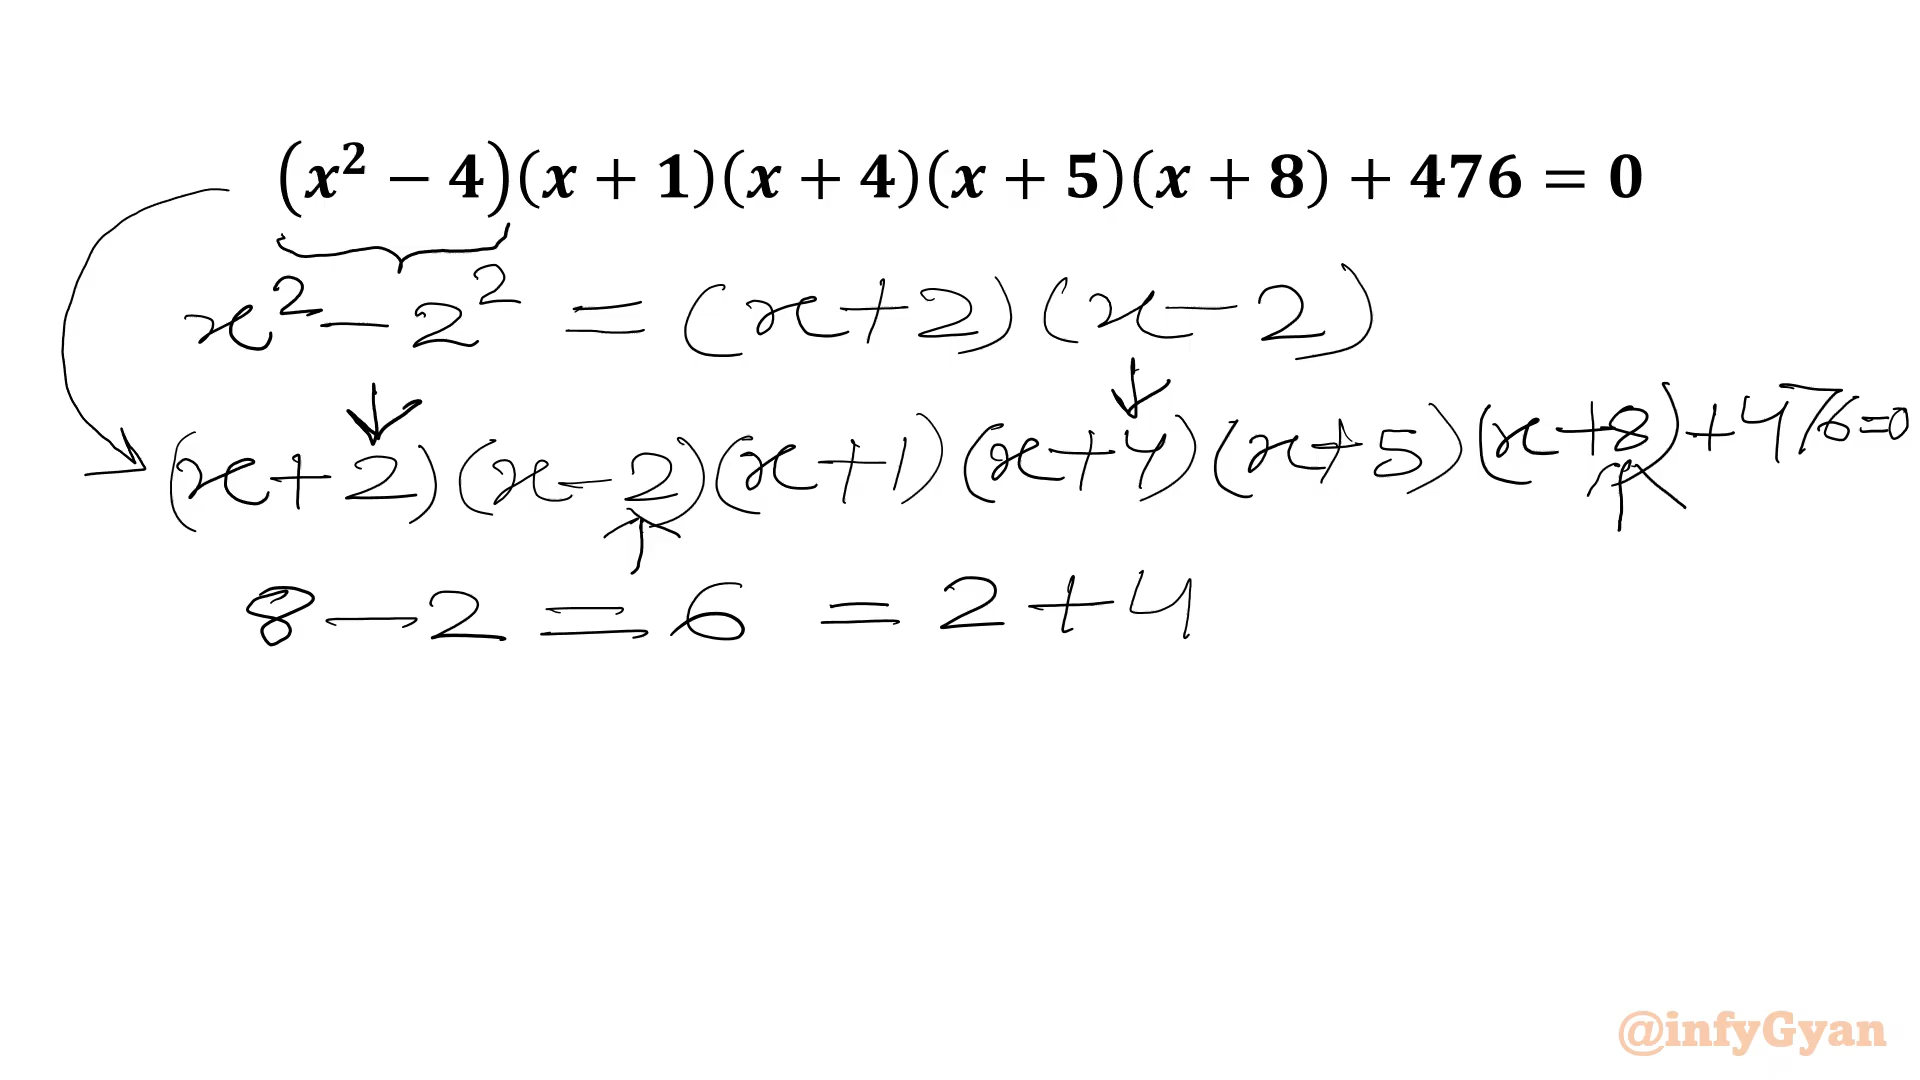 (x² − 4)(x + 1)(x + 4)(x + 5)(x + 8) + 476 = 0
x² − 2² = (x+2)(x−2)
(x+2)(x−2)(x+1)(x+4)(x+5)(x+8)+476=0
8−2 = 6 = 2+4
@infyGyan